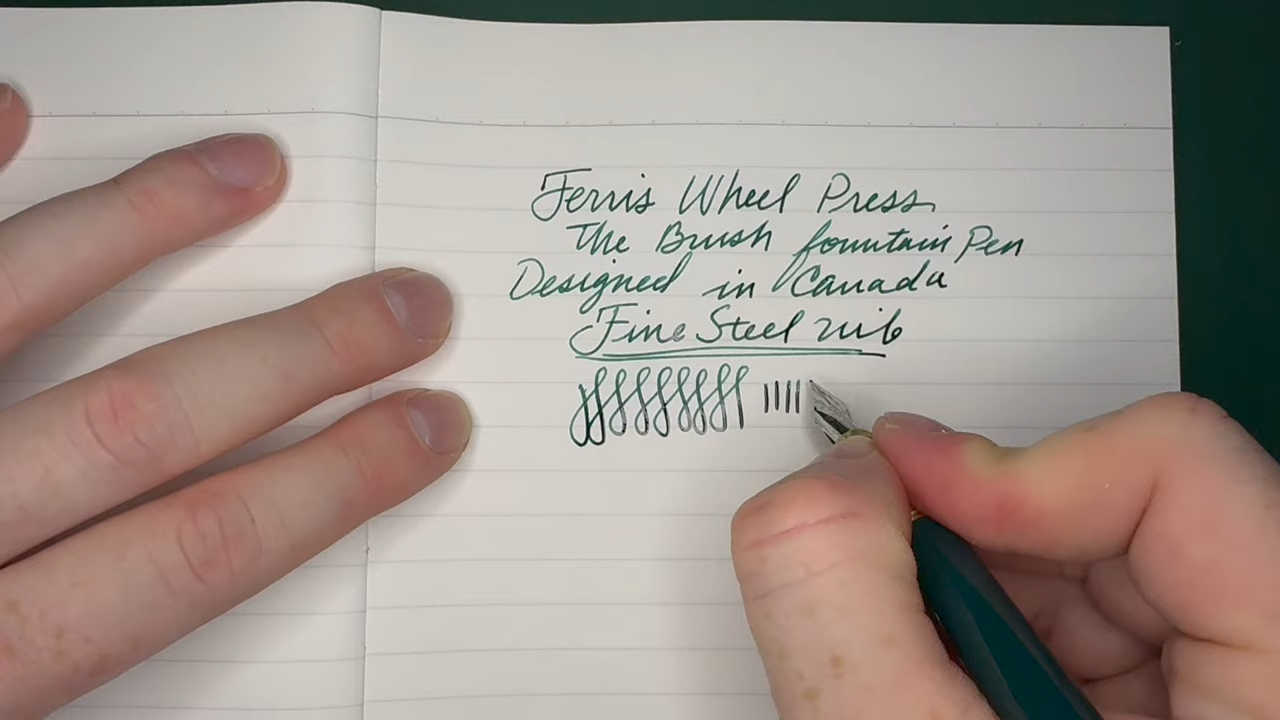 Ferris Wheel Press
The Brush fountain Pen
Designed in Canada
Fine Steel nib